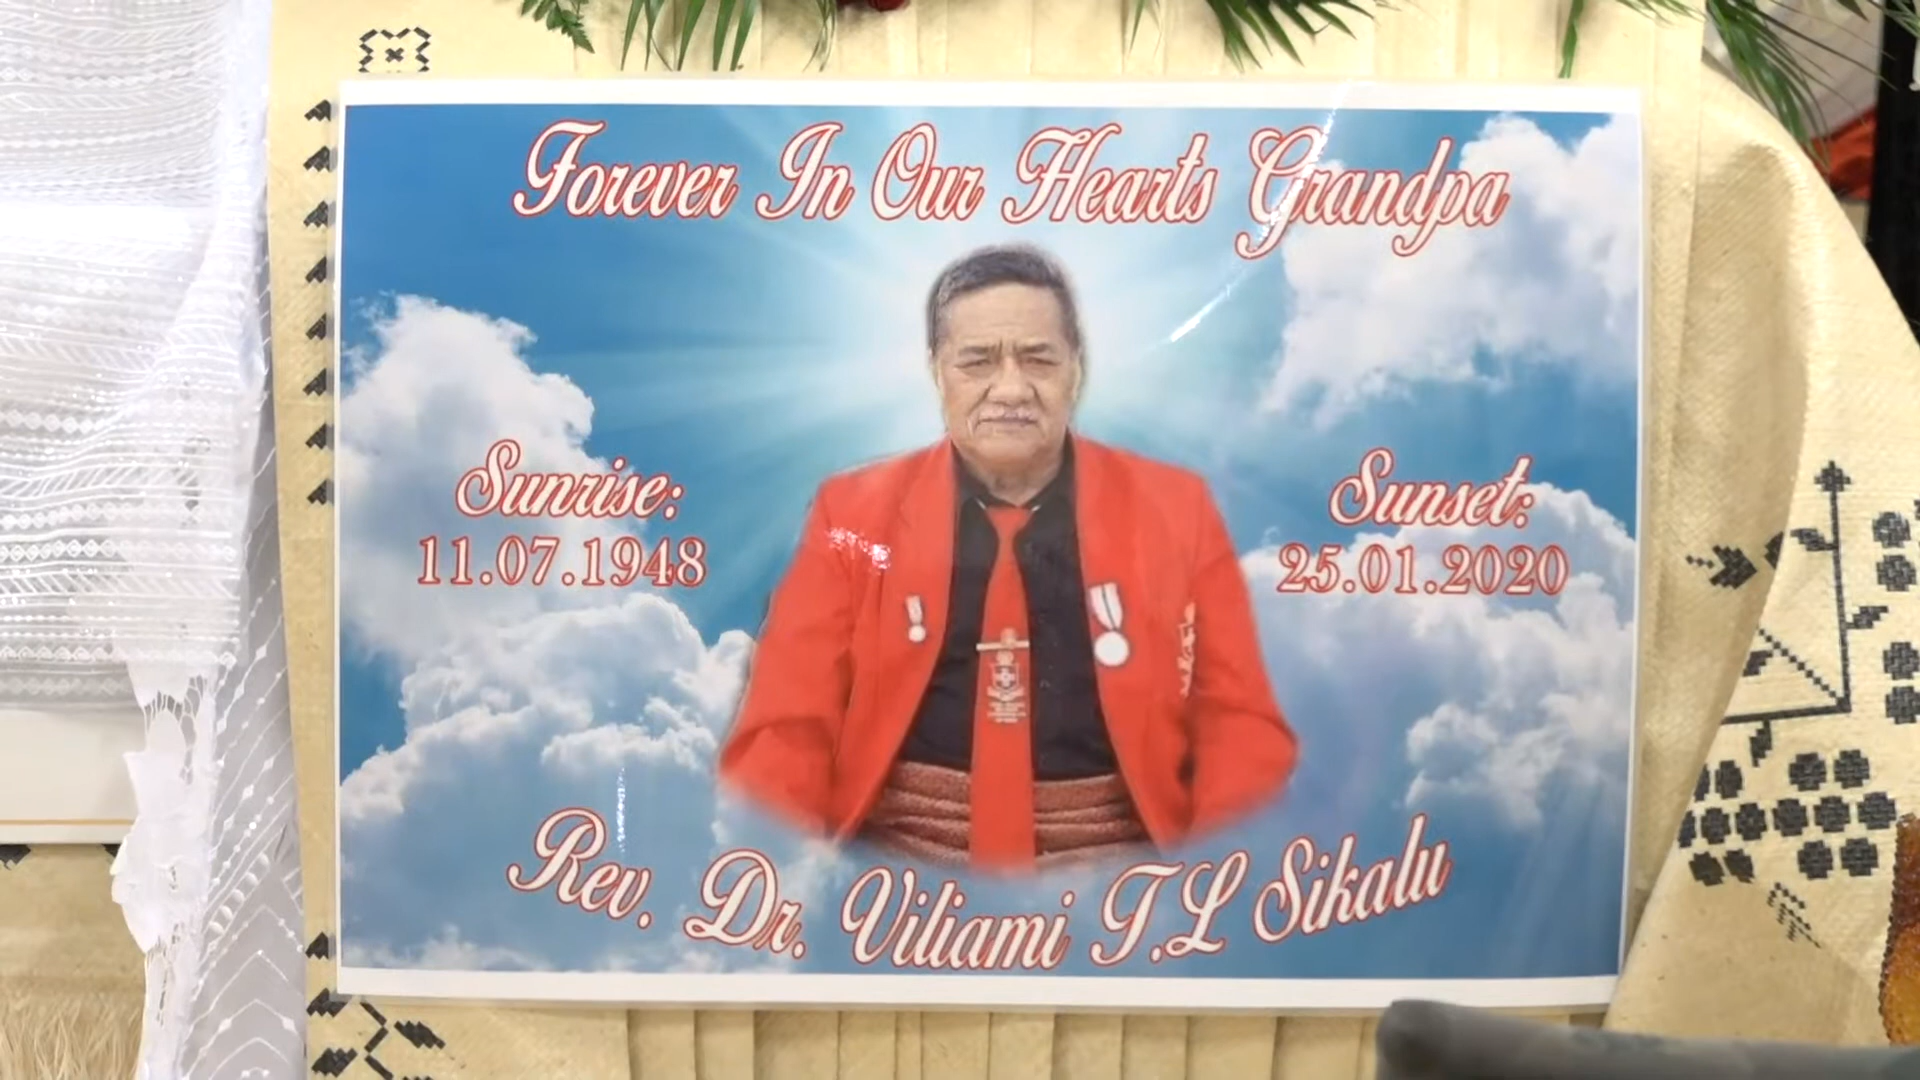 Forever In Our Hearts Grandpa
Sunrise:
11.07.1948
Sunset:
25.01.2020
Rev. Dr. Viliami T.L Sikalu